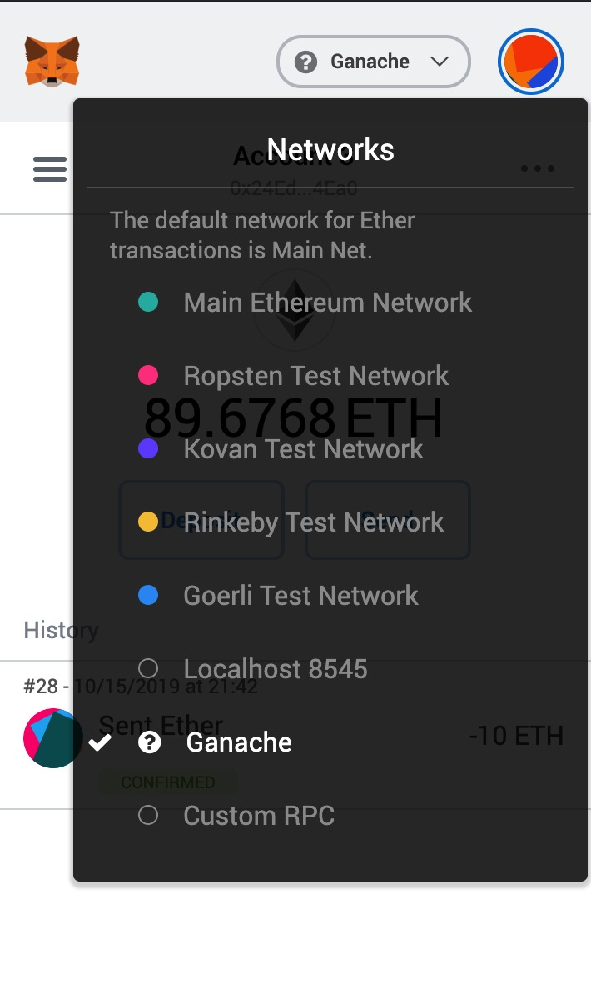 Ganache
Networks
Account 6
0x24Ed...4Ea0
The default network for Ether
transactions is Main Net.
Main Ethereum Network
Ropsten Test Network
89.6768 ETH
Kovan Test Network
Deposit
Rinkeby Test Network
Goerli Test Network
History
Localhost 8545
#28 - 10/15/2019 at 21:42
Sent Ether
-10 ETH
Ganache
CONFIRMED
Custom RPC